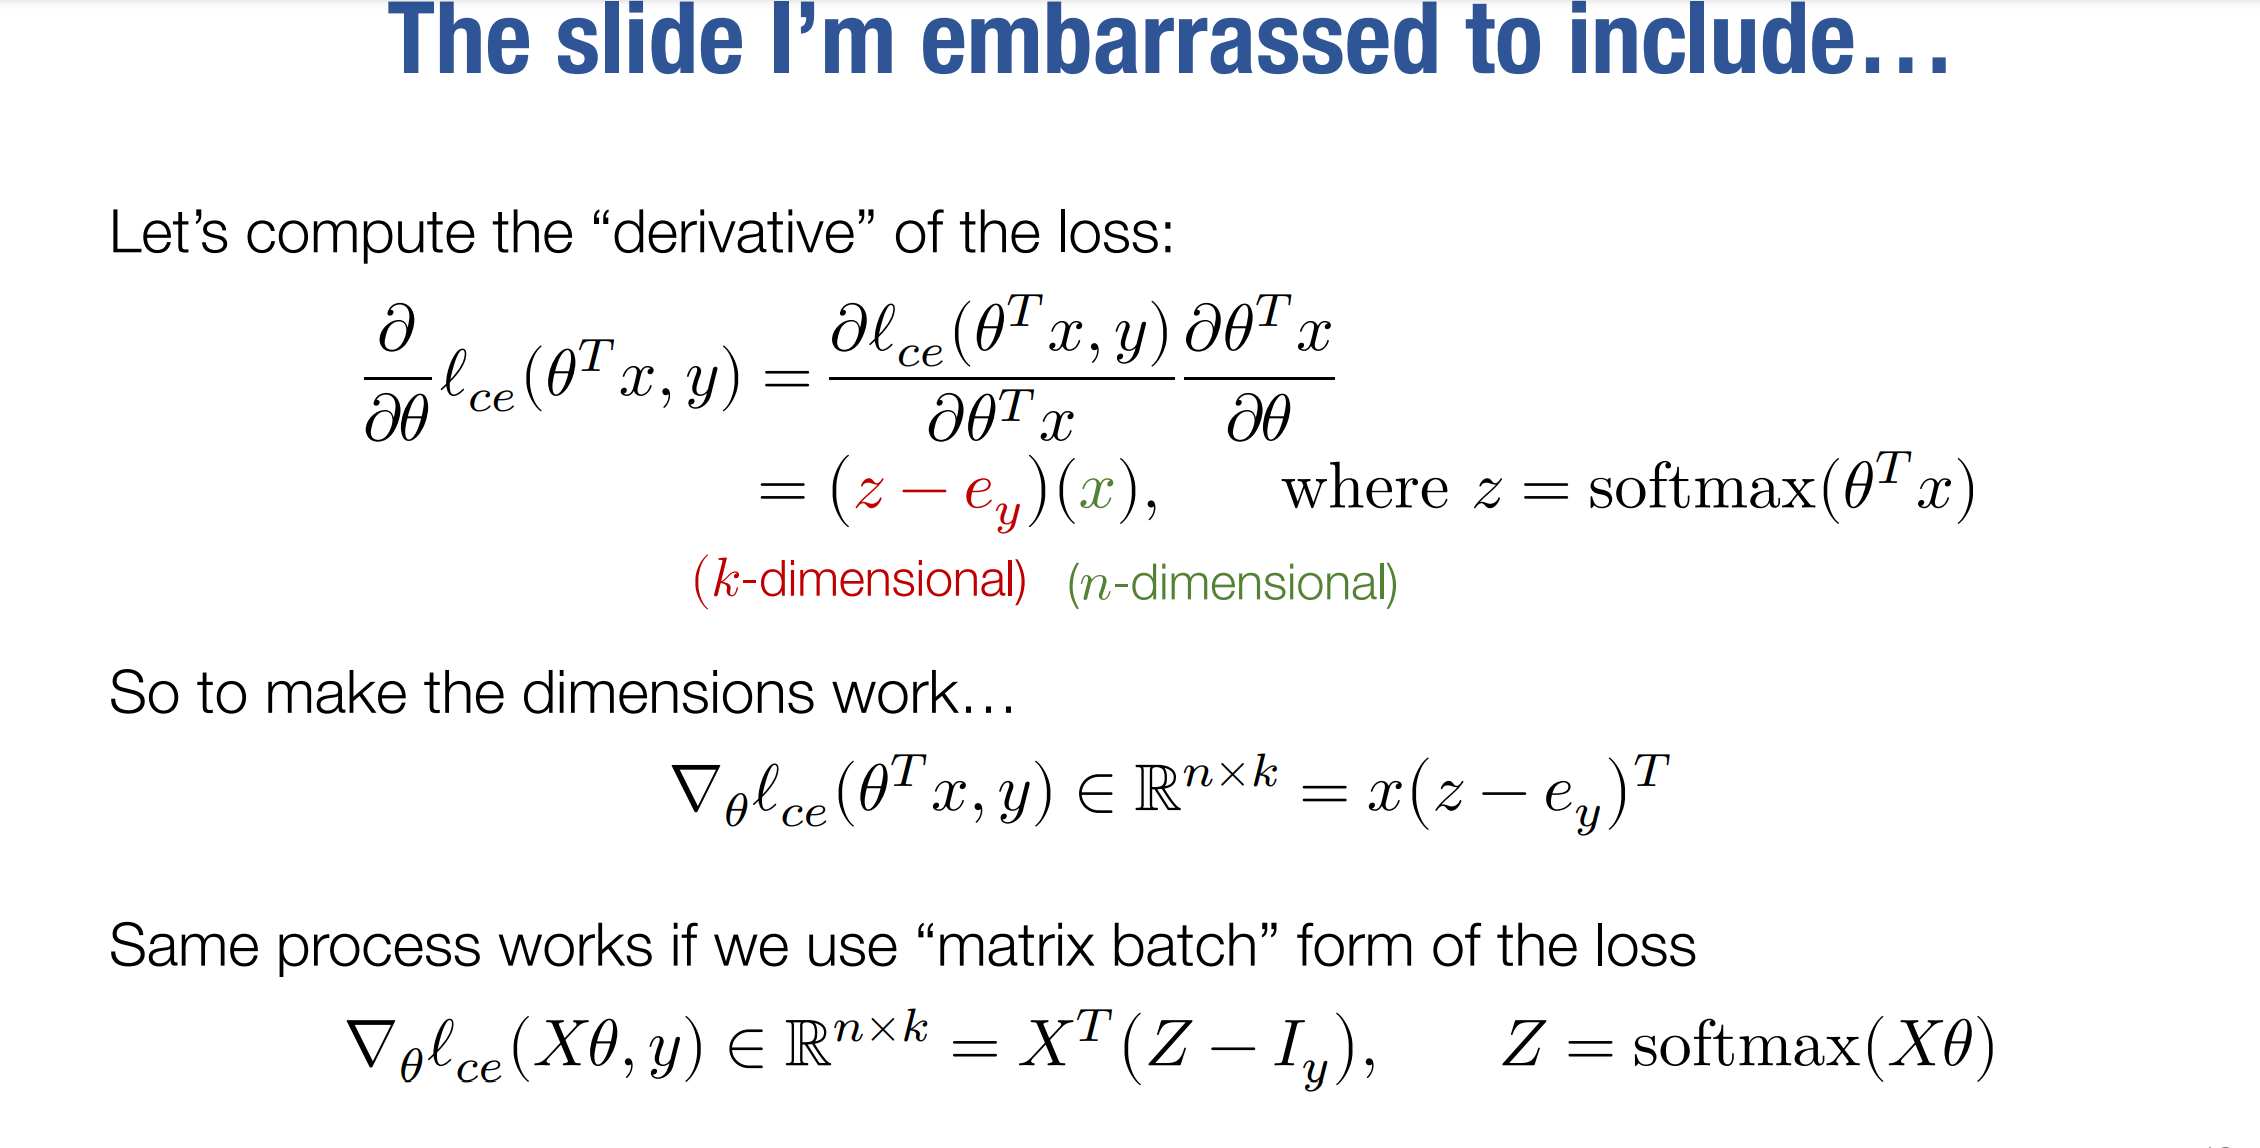 The slide I'm embarrassed to include…
Let's compute the “derivative” of the loss:
$\frac{\partial}{\partial \theta} \ell_{ce}(\theta^T x, y) = \frac{\partial \ell_{ce}(\theta^T x, y)}{\partial \theta^T x} \frac{\partial \theta^T x}{\partial \theta}$
$= (z - e_y)(x), \quad \text{where } z = \text{softmax}(\theta^T x)$
(k-dimensional) (n-dimensional)
So to make the dimensions work…
$\nabla_\theta \ell_{ce}(\theta^T x, y) \in \mathbb{R}^{n \times k} = x(z - e_y)^T$
Same process works if we use “matrix batch” form of the loss
$\nabla_\theta \ell_{ce}(X\theta, y) \in \mathbb{R}^{n \times k} = X^T(Z - I_y), \quad Z = \text{softmax}(X\theta)$